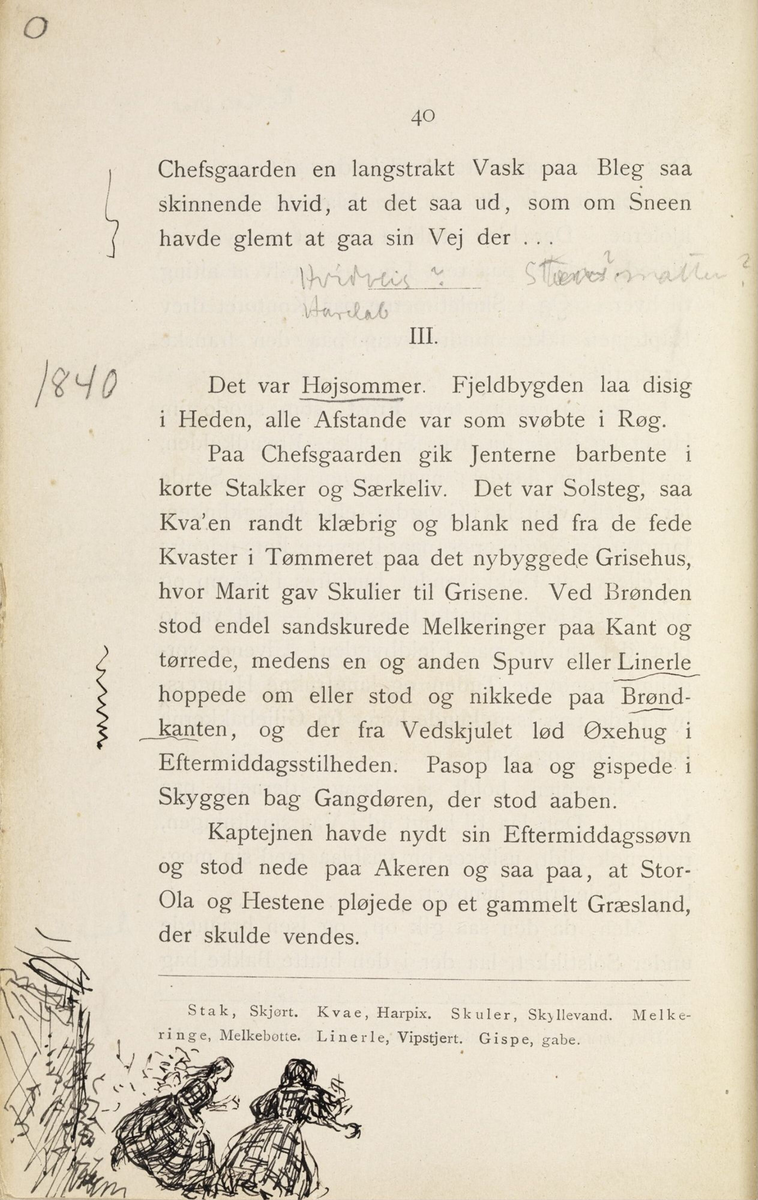 O
40
Chefsgaarden en langstrakt Vask paa Bleg saa
skinnende hvid, at det saa ud, som om Sneen
havde glemt at gaa sin Vej der ...
Hvidveis ?
Harelab
III.
1840
Det var Højsommer. Fjeldbygden laa disig
i Heden, alle Afstande var som svøbte i Røg.
Paa Chefsgaarden gik Jenterne barbente i
korte Stakker og Særkeliv. Det var Solsteg, saa
Kva'en randt klæbrig og blank ned fra de fede
Kvaster i Tømmeret paa det nybyggede Grisehus,
hvor Marit gav Skulier til Grisene. Ved Brønden
stod endel sandskurede Melkeringer paa Kant og
tørrede, medens en og anden Spurv eller Linerle
hoppede om eller stod og nikkede paa Brønd-
kanten, og der fra Vedskjulet lød Øxehug i
Eftermiddagsstilheden. Pasop laa og gispede i
Skyggen bag Gangdøren, der stod aaben.
Kaptejnen havde nydt sin Eftermiddagssøvn
og stod nede paa Akeren og saa paa, at Stor-
Ola og Hestene pløjede op et gammelt Græsland,
der skulde vendes.
Stak, Skjørt. Kvae, Harpix. Skuler, Skyllevand. Melke-
ringe, Melkebøtte. Linerle, Vipstjert. Gispe, gabe.